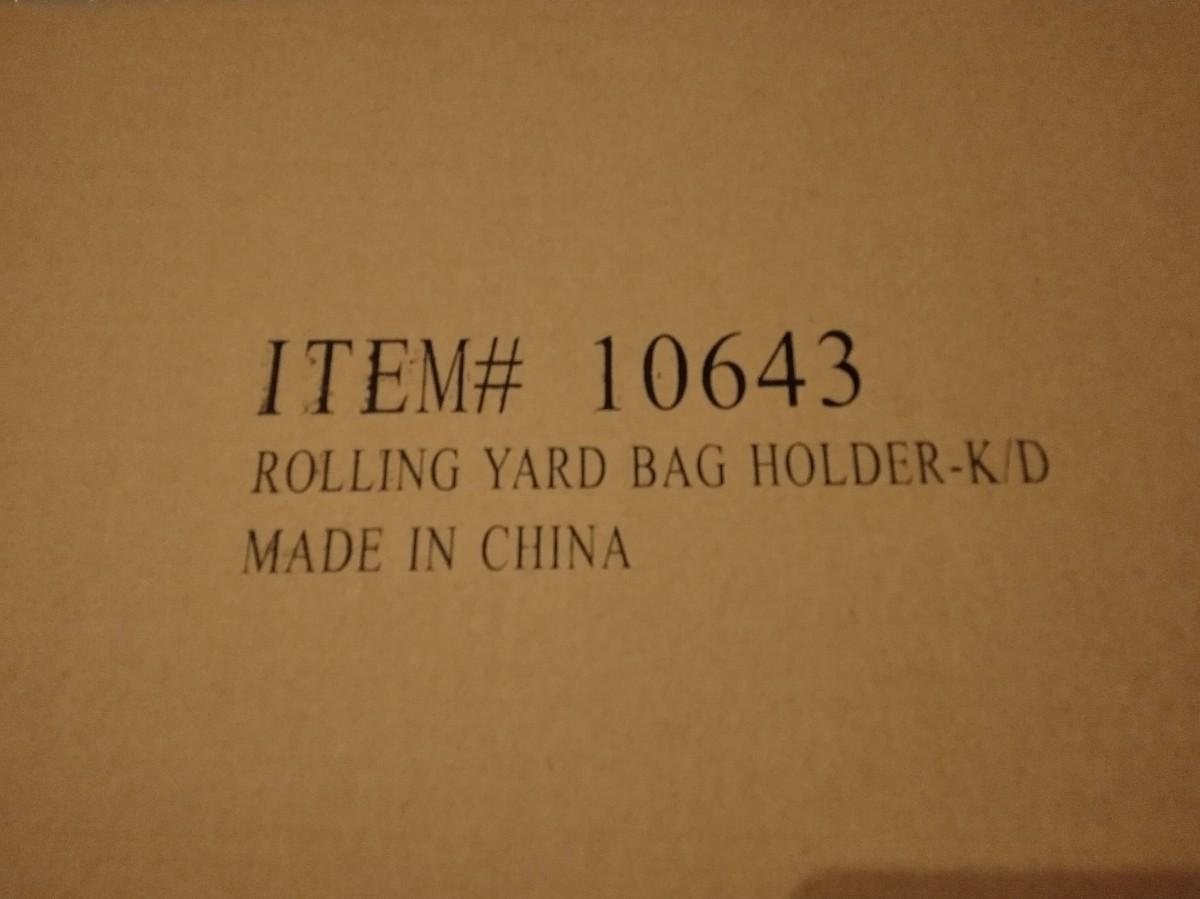 ITEM# 10643
ROLLING YARD BAG HOLDER-K/D
MADE IN CHINA